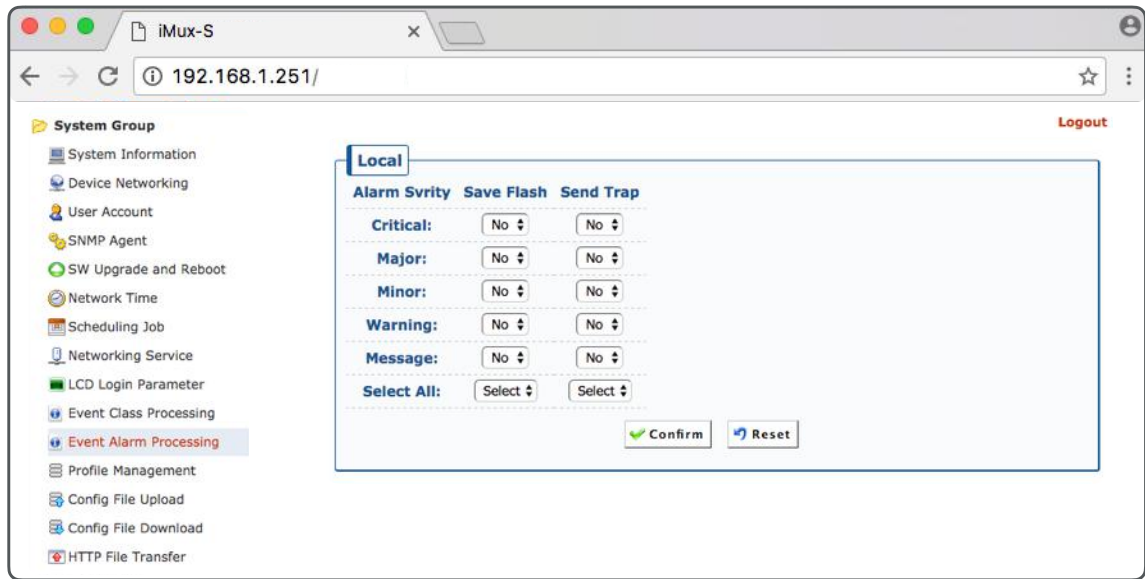 iMux-S
192.168.1.251/
System Group
System Information
Device Networking
User Account
SNMP Agent
SW Upgrade and Reboot
Network Time
Scheduling Job
Networking Service
LCD Login Parameter
Event Class Processing
Event Alarm Processing
Profile Management
Config File Upload
Config File Download
HTTP File Transfer
Logout
Local
Alarm Svrity Save Flash Send Trap
Critical: No No
Major: No No
Minor: No No
Warning: No No
Message: No No
Select All: Select Select
Confirm Reset